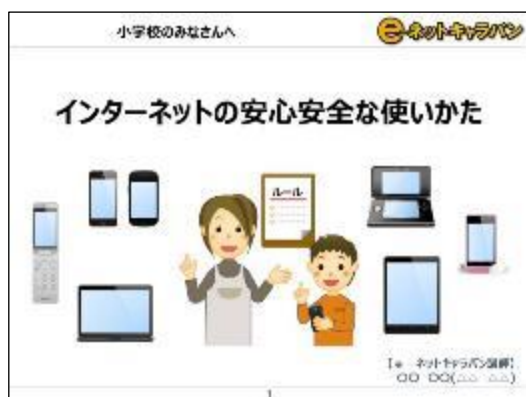 小学校のみなさんへ
e-ネットキャラバン
インターネットの安心安全な使いかた
ルール
【e-ネットキャラバン講師】
〇〇 〇〇(△△ △△)
1